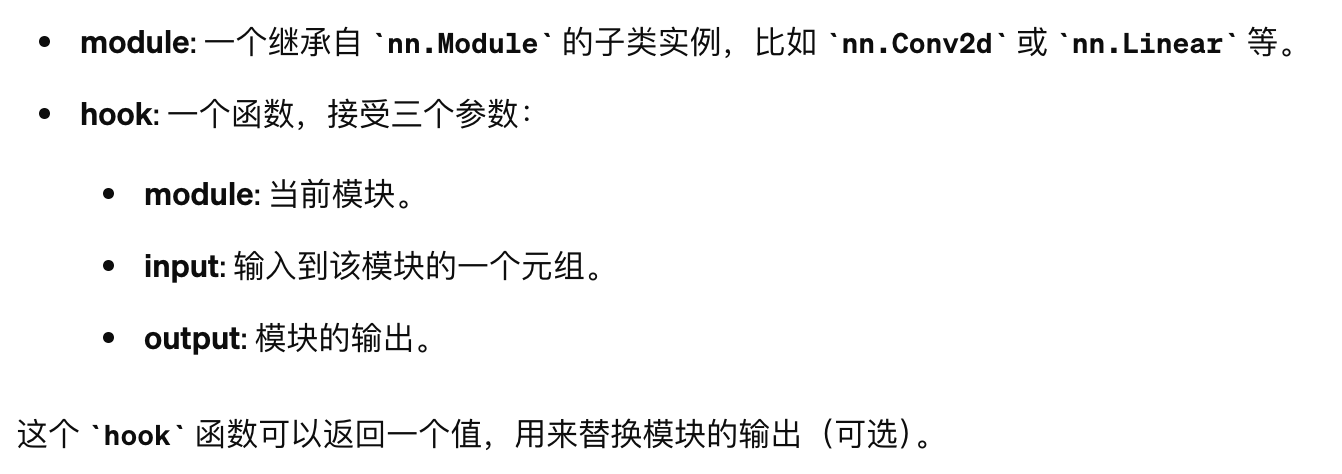 • module: 一个继承自 `nn.Module` 的子类实例，比如 `nn.Conv2d` 或 `nn.Linear` 等。
• hook: 一个函数，接受三个参数：
• module: 当前模块。
• input: 输入到该模块的一个元组。
• output: 模块的输出。
这个 `hook` 函数可以返回一个值，用来替换模块的输出（可选）。